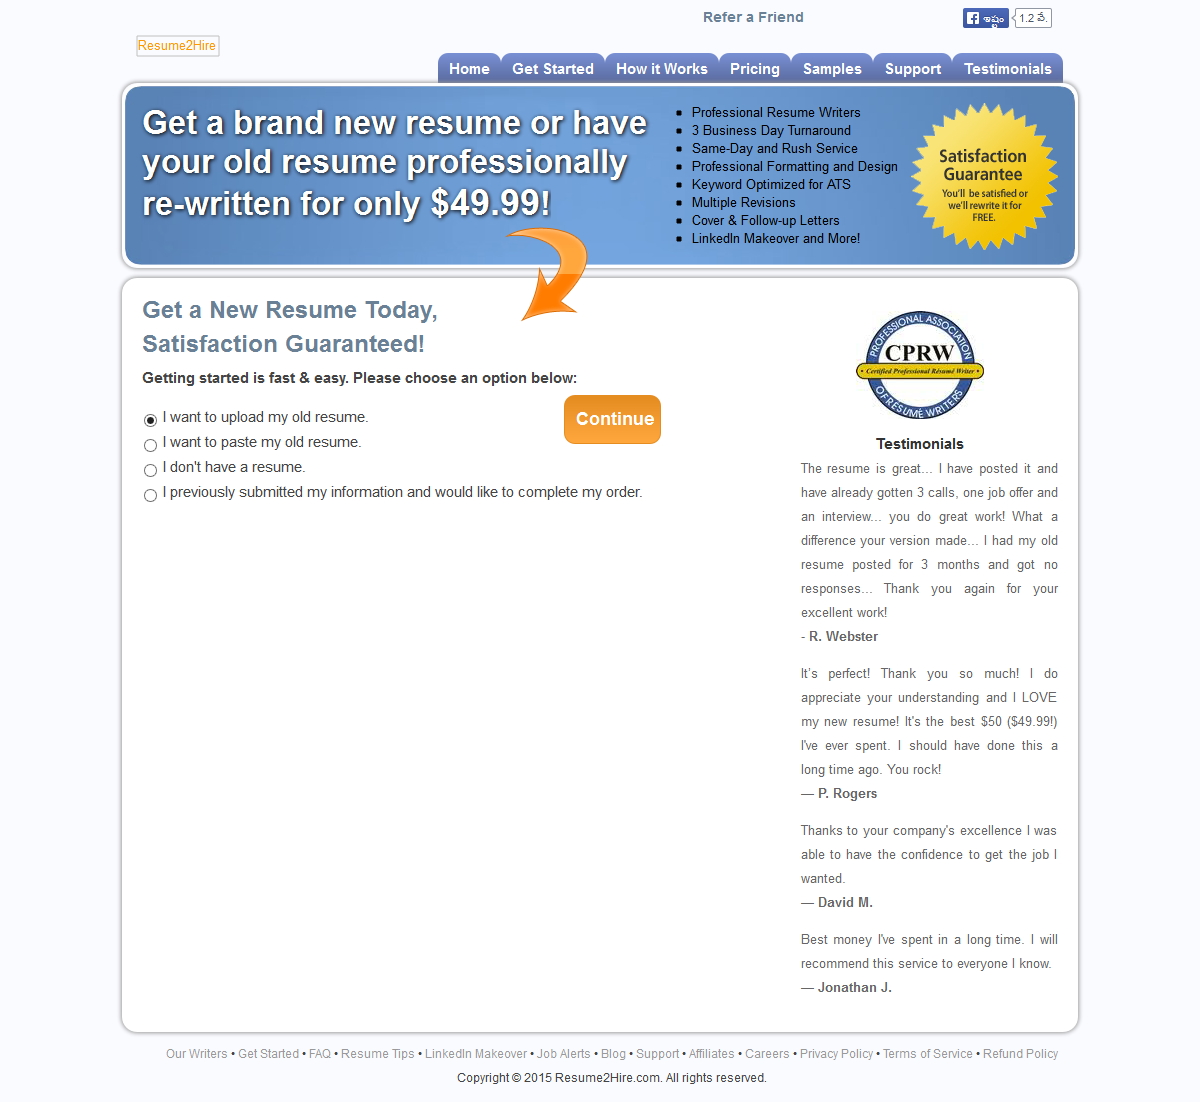 Refer a Friend
ఇష్టం
1.2 వే.
Resume2Hire
Home Get Started How it Works Pricing Samples Support Testimonials
Get a brand new resume or have
your old resume professionally
re-written for only $49.99!
Professional Resume Writers
3 Business Day Turnaround
Same-Day and Rush Service
Professional Formatting and Design
Keyword Optimized for ATS
Multiple Revisions
Cover & Follow-up Letters
LinkedIn Makeover and More!
Satisfaction
Guarantee
You'll be satisfied or
we'll rewrite it for
FREE.
Get a New Resume Today,
Satisfaction Guaranteed!
Getting started is fast & easy. Please choose an option below:
I want to upload my old resume.
I want to paste my old resume.
I don't have a resume.
I previously submitted my information and would like to complete my order.
Continue
PROFESSIONAL ASSOCIATION
CPRW
• Certified Professional Résumé Writer •
OF RESUMÉ WRITERS
Testimonials
The resume is great... I have posted it and
have already gotten 3 calls, one job offer and
an interview... you do great work! What a
difference your version made... I had my old
resume posted for 3 months and got no
responses... Thank you again for your
excellent work!
- R. Webster
It's perfect! Thank you so much! I do
appreciate your understanding and I LOVE
my new resume! It's the best $50 ($49.99!)
I've ever spent. I should have done this a
long time ago. You rock!
— P. Rogers
Thanks to your company's excellence I was
able to have the confidence to get the job I
wanted.
— David M.
Best money I've spent in a long time. I will
recommend this service to everyone I know.
— Jonathan J.
Our Writers • Get Started • FAQ • Resume Tips • LinkedIn Makeover • Job Alerts • Blog • Support • Affiliates • Careers • Privacy Policy • Terms of Service • Refund Policy
Copyright © 2015 Resume2Hire.com. All rights reserved.